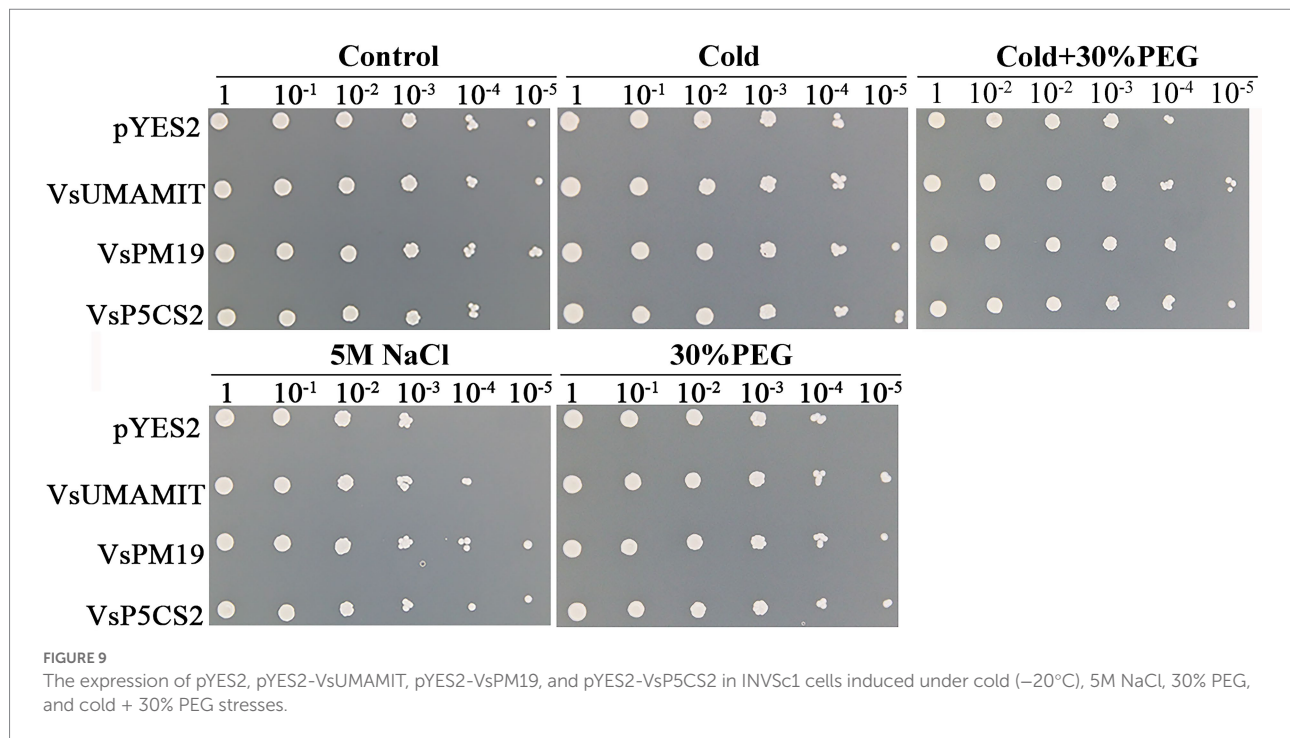 Control Cold Cold+30%PEG
1 10⁻¹ 10⁻² 10⁻³ 10⁻⁴ 10⁻⁵ 1 10⁻¹ 10⁻² 10⁻³ 10⁻⁴ 10⁻⁵ 1 10⁻² 10⁻² 10⁻³ 10⁻⁴ 10⁻⁵
pYES2
VsUMAMIT
VsPM19
VsP5CS2
5M NaCl 30%PEG
1 10⁻¹ 10⁻² 10⁻³ 10⁻⁴ 10⁻⁵ 1 10⁻¹ 10⁻² 10⁻³ 10⁻⁴ 10⁻⁵
pYES2
VsUMAMIT
VsPM19
VsP5CS2
FIGURE 9
The expression of pYES2, pYES2-VsUMAMIT, pYES2-VsPM19, and pYES2-VsP5CS2 in INVSc1 cells induced under cold (−20°C), 5M NaCl, 30% PEG,
and cold + 30% PEG stresses.